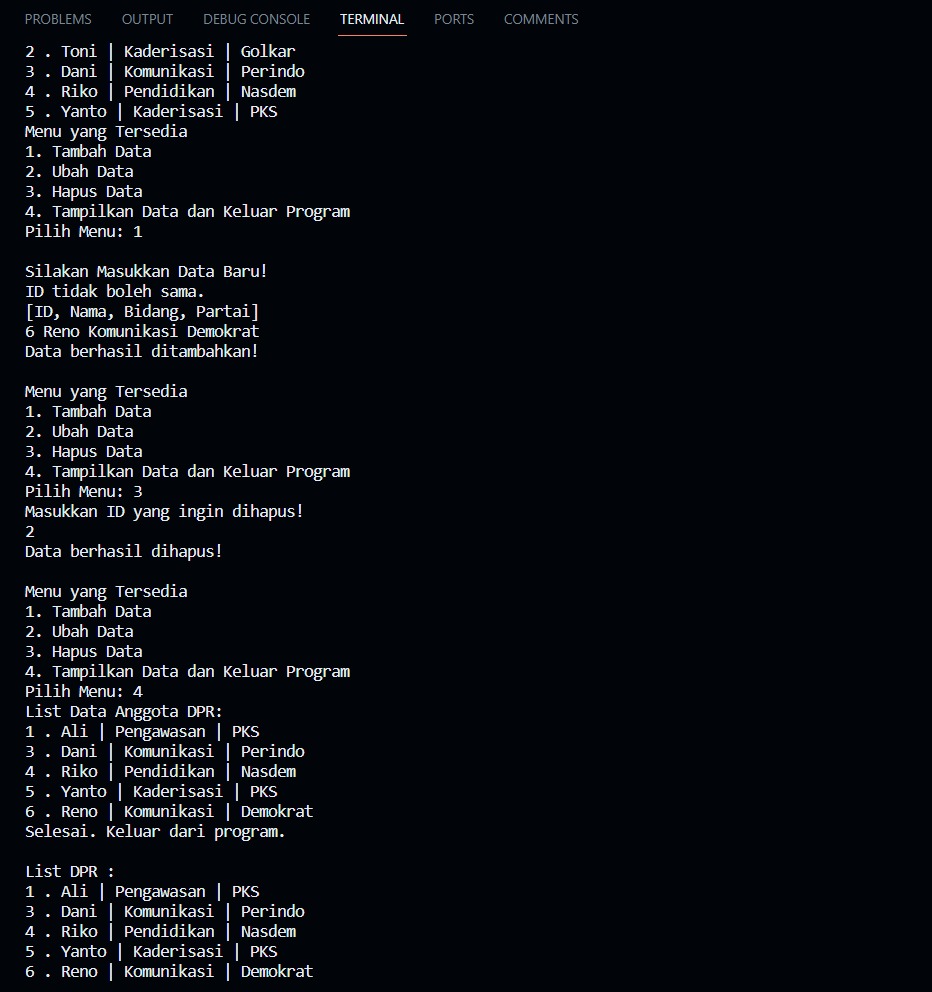 PROBLEMS OUTPUT DEBUG CONSOLE TERMINAL PORTS COMMENTS
2 . Toni | Kaderisasi | Golkar
3 . Dani | Komunikasi | Perindo
4 . Riko | Pendidikan | Nasdem
5 . Yanto | Kaderisasi | PKS
Menu yang Tersedia
1. Tambah Data
2. Ubah Data
3. Hapus Data
4. Tampilkan Data dan Keluar Program
Pilih Menu: 1
Silakan Masukkan Data Baru!
ID tidak boleh sama.
[ID, Nama, Bidang, Partai]
6 Reno Komunikasi Demokrat
Data berhasil ditambahkan!
Menu yang Tersedia
1. Tambah Data
2. Ubah Data
3. Hapus Data
4. Tampilkan Data dan Keluar Program
Pilih Menu: 3
Masukkan ID yang ingin dihapus!
2
Data berhasil dihapus!
Menu yang Tersedia
1. Tambah Data
2. Ubah Data
3. Hapus Data
4. Tampilkan Data dan Keluar Program
Pilih Menu: 4
List Data Anggota DPR:
1 . Ali | Pengawasan | PKS
3 . Dani | Komunikasi | Perindo
4 . Riko | Pendidikan | Nasdem
5 . Yanto | Kaderisasi | PKS
6 . Reno | Komunikasi | Demokrat
Selesai. Keluar dari program.
List DPR :
1 . Ali | Pengawasan | PKS
3 . Dani | Komunikasi | Perindo
4 . Riko | Pendidikan | Nasdem
5 . Yanto | Kaderisasi | PKS
6 . Reno | Komunikasi | Demokrat